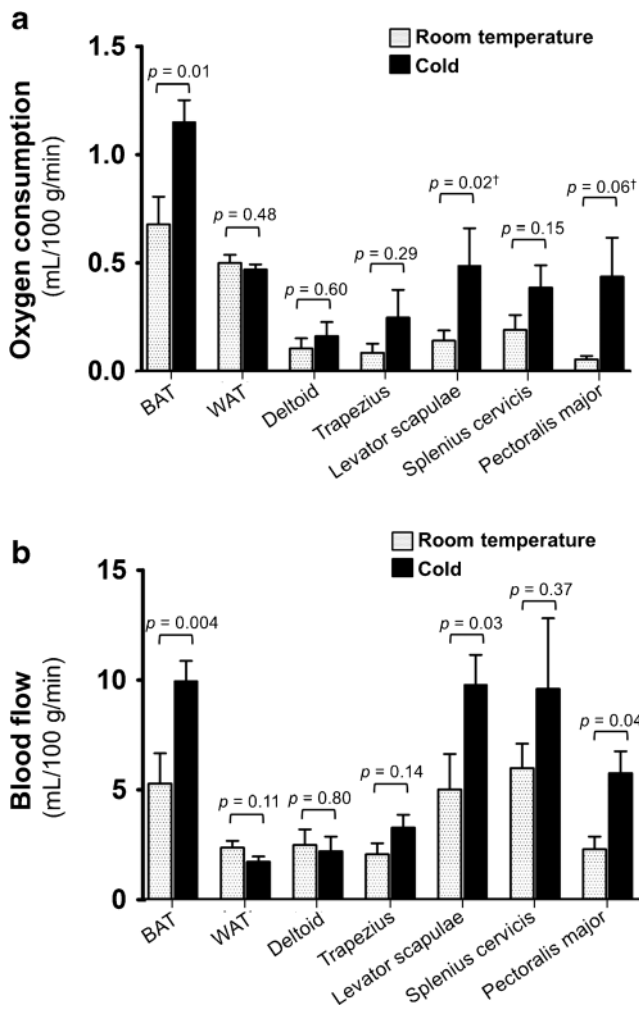 a
Room temperature
Cold
Oxygen consumption
(mL/100 g/min)
1.5
1.0
0.5
0.0
p = 0.01
p = 0.48
p = 0.60
p = 0.29
p = 0.02†
p = 0.15
p = 0.06†
BAT
WAT
Deltoid
Trapezius
Levator scapulae
Splenius cervicis
Pectoralis major
b
Room temperature
Cold
Blood flow
(mL/100 g/min)
15
10
5
0
p = 0.004
p = 0.11
p = 0.80
p = 0.14
p = 0.03
p = 0.37
p = 0.04
BAT
WAT
Deltoid
Trapezius
Levator scapulae
Splenius cervicis
Pectoralis major